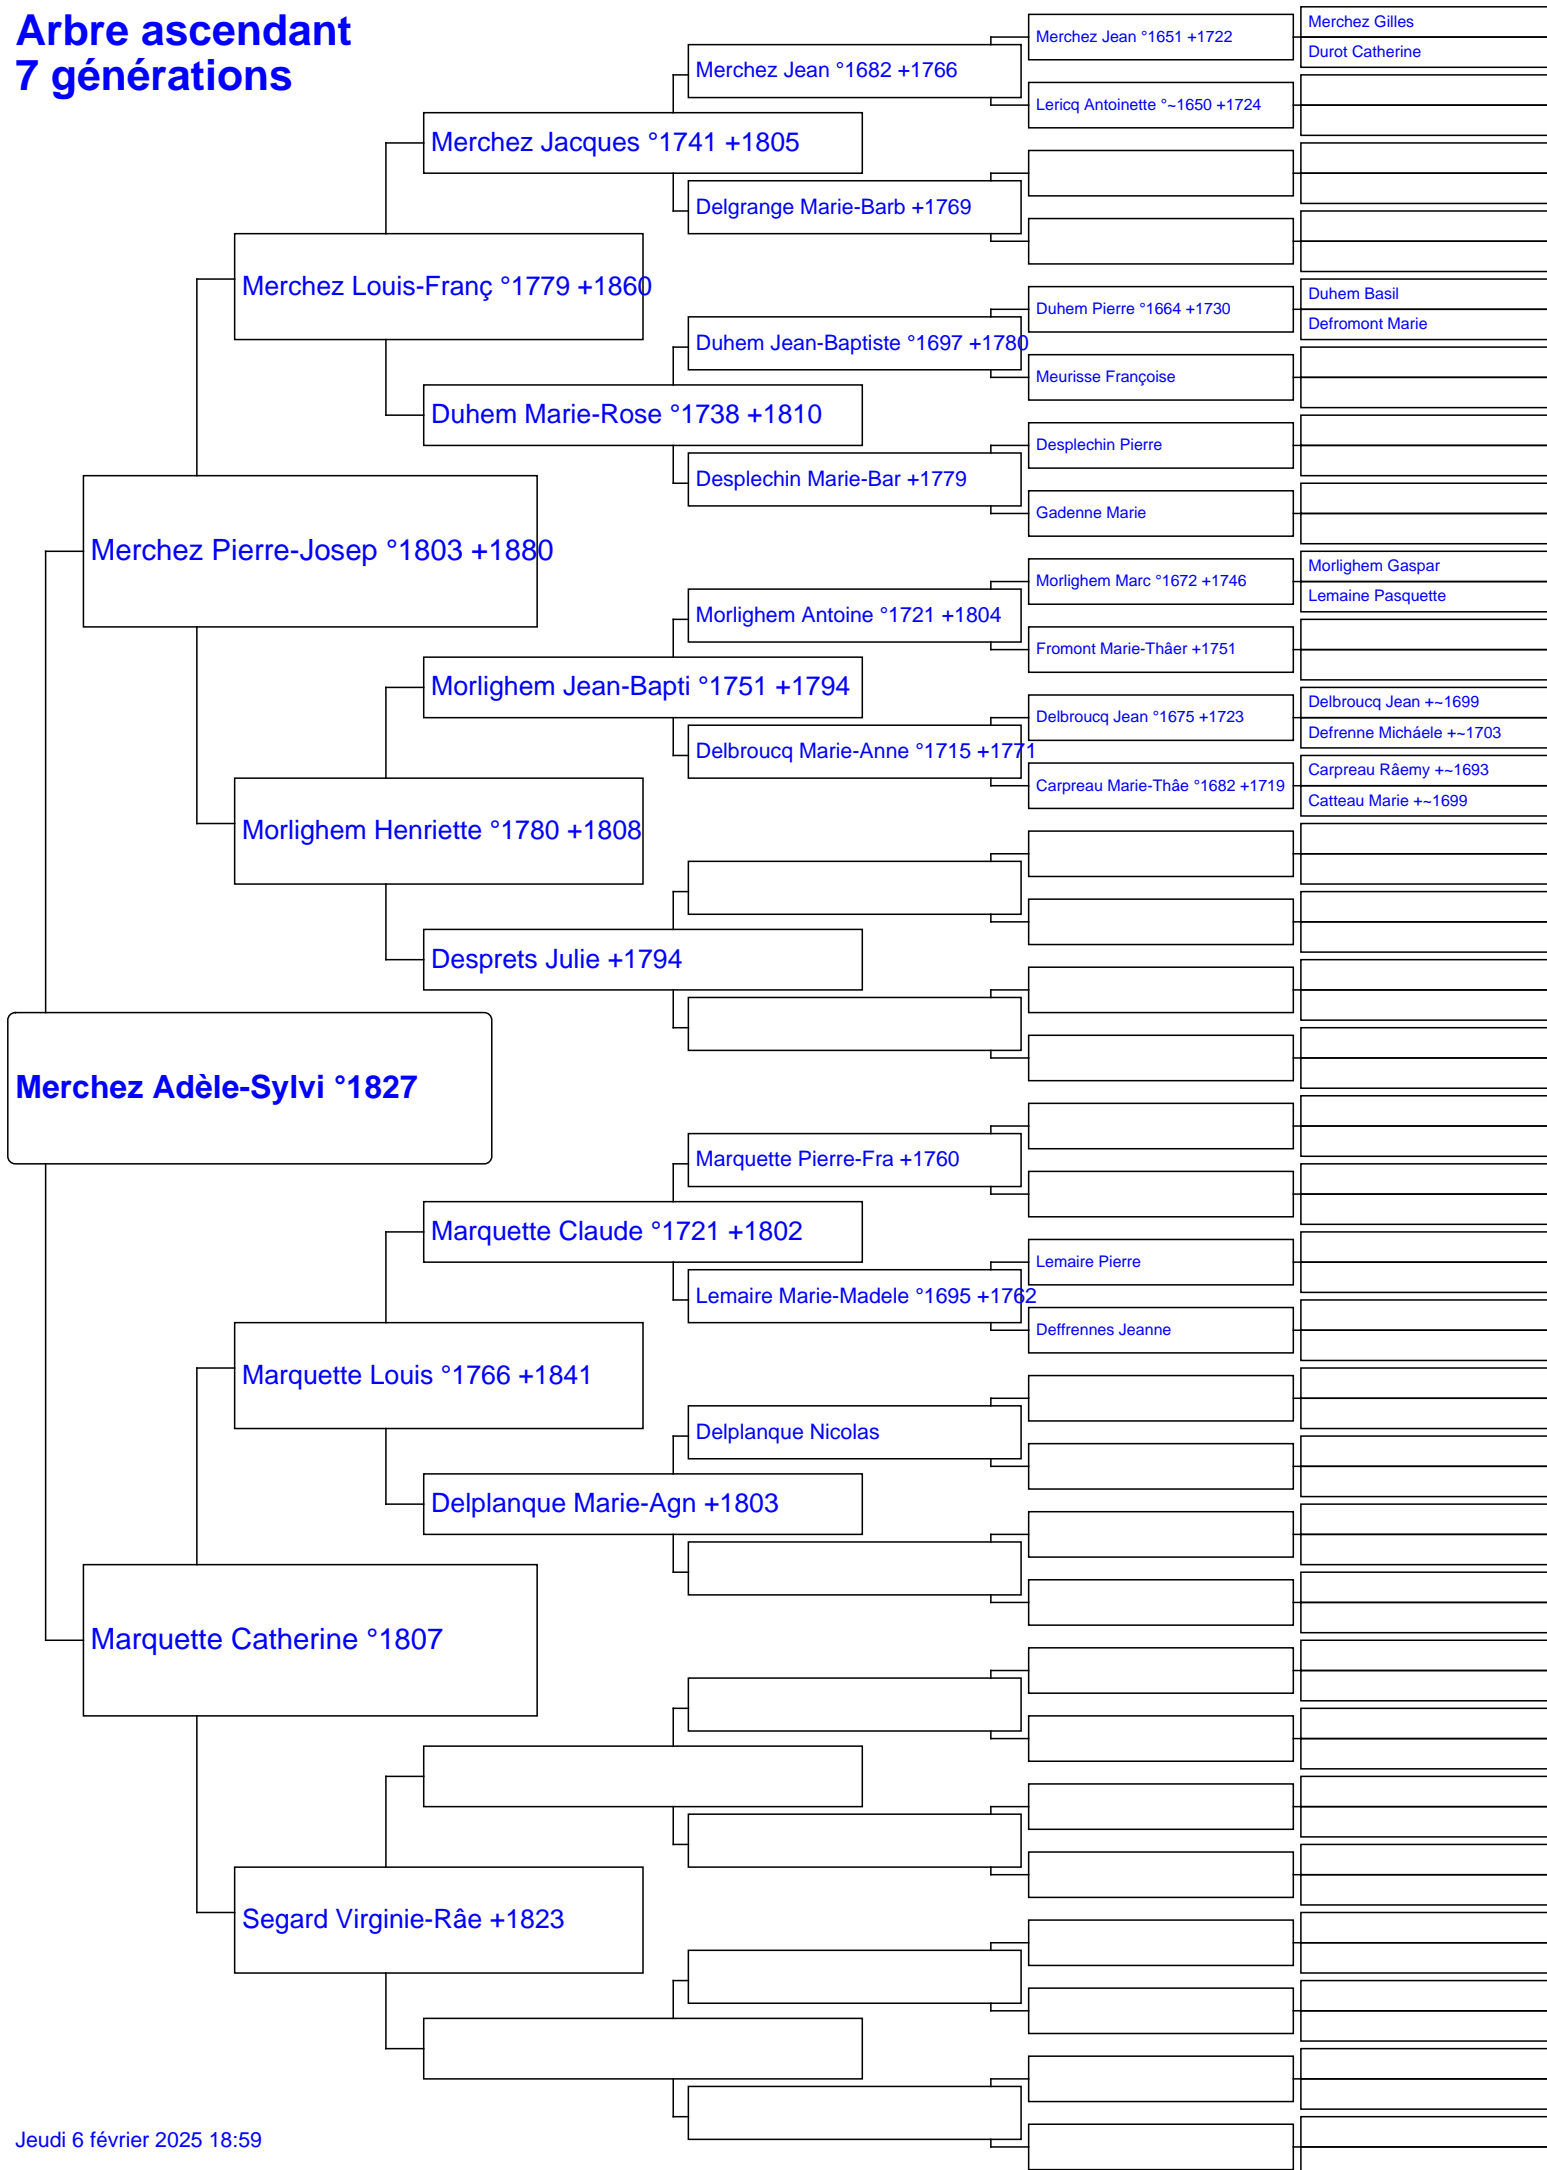 Arbre ascendant
7 générations
Merchez Gilles
Merchez Jean °1651 +1722
Durot Catherine
Merchez Jean °1682 +1766
Lericq Antoinette °~1650 +1724
Merchez Jacques °1741 +1805
Delgrange Marie-Barb +1769
Merchez Louis-Franç °1779 +1860
Duhem Basil
Duhem Pierre °1664 +1730
Defromont Marie
Duhem Jean-Baptiste °1697 +1780
Meurisse Françoise
Duhem Marie-Rose °1738 +1810
Desplechin Pierre
Desplechin Marie-Bar +1779
Gadenne Marie
Merchez Pierre-Josep °1803 +1880
Morlighem Gaspar
Morlighem Marc °1672 +1746
Lemaine Pasquette
Morlighem Antoine °1721 +1804
Fromont Marie-Thâer +1751
Morlighem Jean-Bapti °1751 +1794
Delbroucq Jean +~1699
Delbroucq Jean °1675 +1723
Defrenne Micháele +~1703
Delbroucq Marie-Anne °1715 +1771
Carpreau Râemy +~1693
Carpreau Marie-Thâe °1682 +1719
Catteau Marie +~1699
Morlighem Henriette °1780 +1808
Desprets Julie +1794
Merchez Adèle-Sylvi °1827
Marquette Pierre-Fra +1760
Marquette Claude °1721 +1802
Lemaire Pierre
Lemaire Marie-Madele °1695 +1762
Deffrennes Jeanne
Marquette Louis °1766 +1841
Delplanque Nicolas
Delplanque Marie-Agn +1803
Marquette Catherine °1807
Segard Virginie-Râe +1823
Jeudi 6 février 2025 18:59